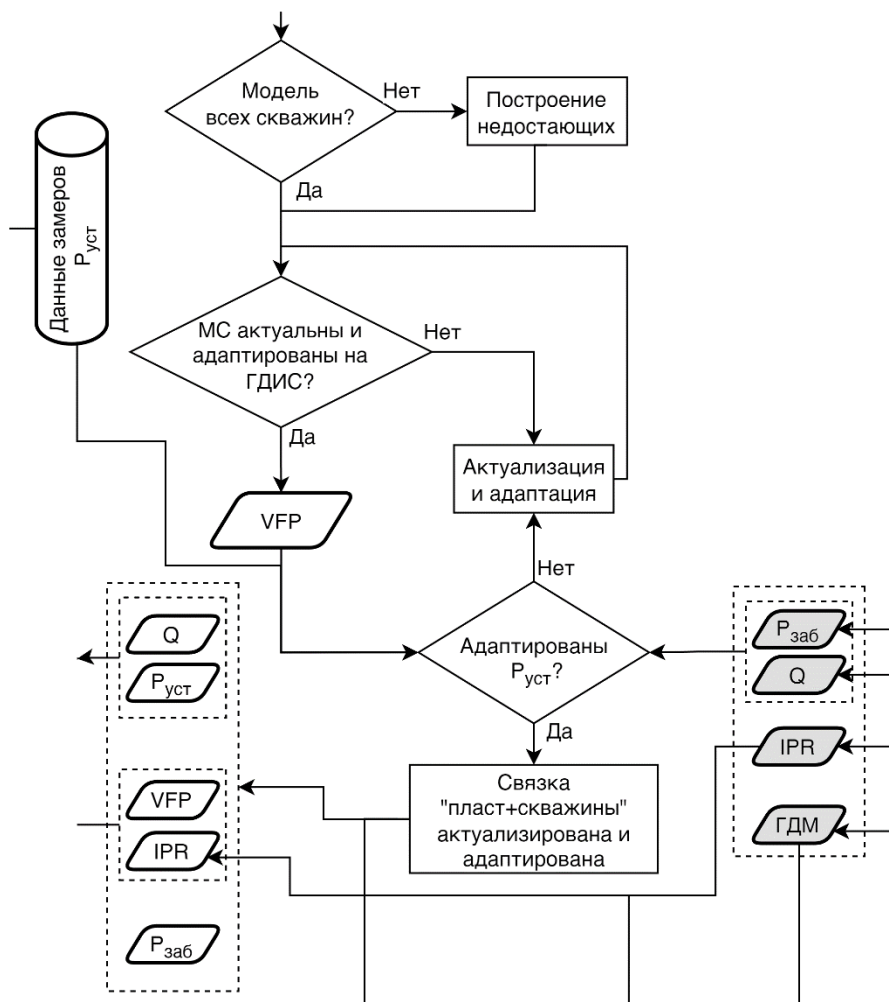 Модель
всех скважин?
Нет
Построение
недостающих
Да
Данные замеров
Pуст
МС актуальны и
адаптированы на
ГДИС?
Нет
Да
Актуализация
и адаптация
VFP
Нет
Q
Pуст
Адаптированы
Pуст?
Pзаб
Q
Да
IPR
VFP
IPR
Связка
"пласт+скважины"
актуализирована и
адаптирована
ГДМ
Pзаб